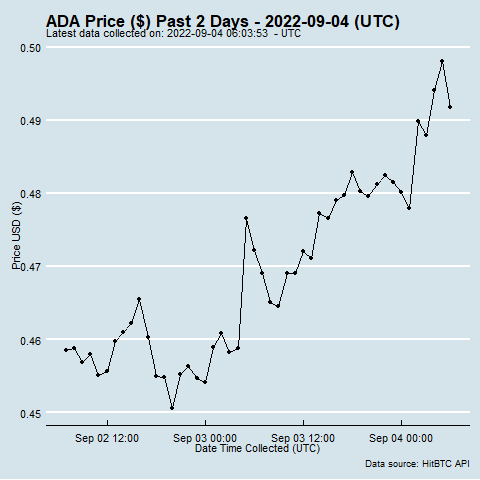 ADA Price ($) Past 2 Days - 2022-09-04 (UTC)
Latest data collected on: 2022-09-04 06:03:53  - UTC
0.50
0.49
0.48
0.47
0.46
0.45
Price USD ($)
Sep 02 12:00 Sep 03 00:00 Sep 03 12:00 Sep 04 00:00
Date Time Collected (UTC)
Data source: HitBTC API